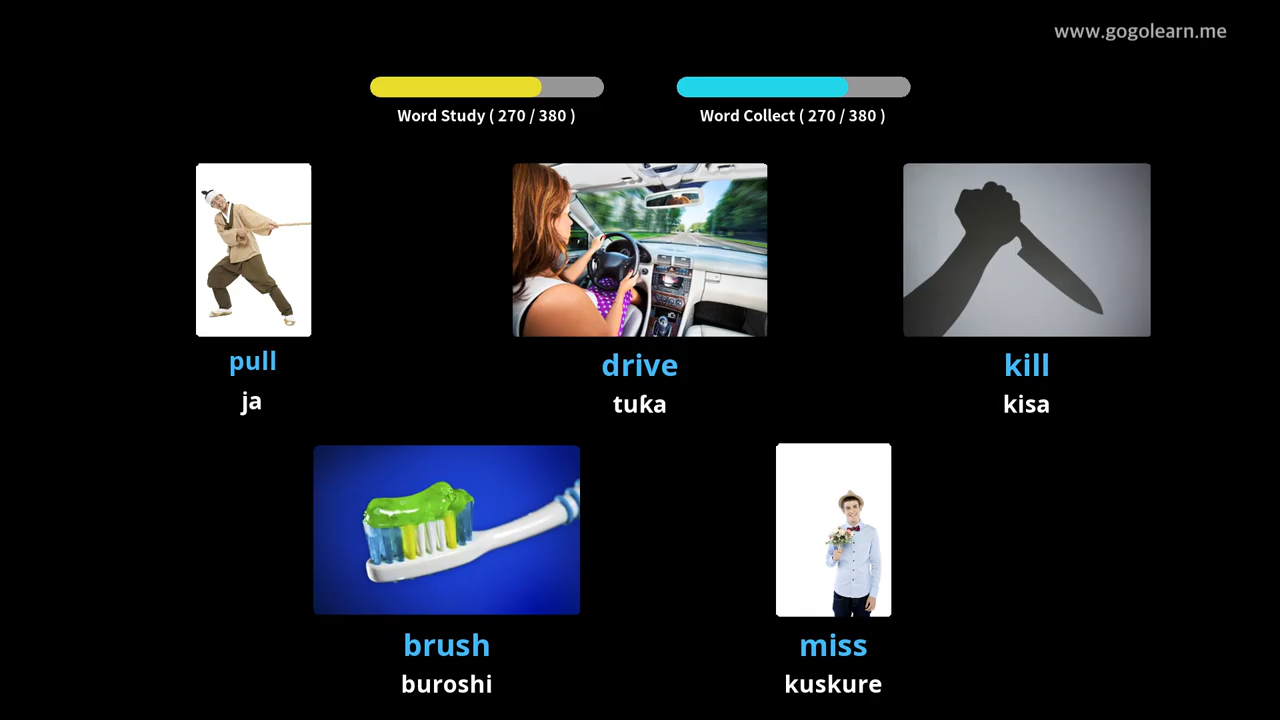 www.gogolearn.me
Word Study ( 270 / 380 )
Word Collect ( 270 / 380 )
pull
ja
drive
tuƙa
kill
kisa
brush
buroshi
miss
kuskure